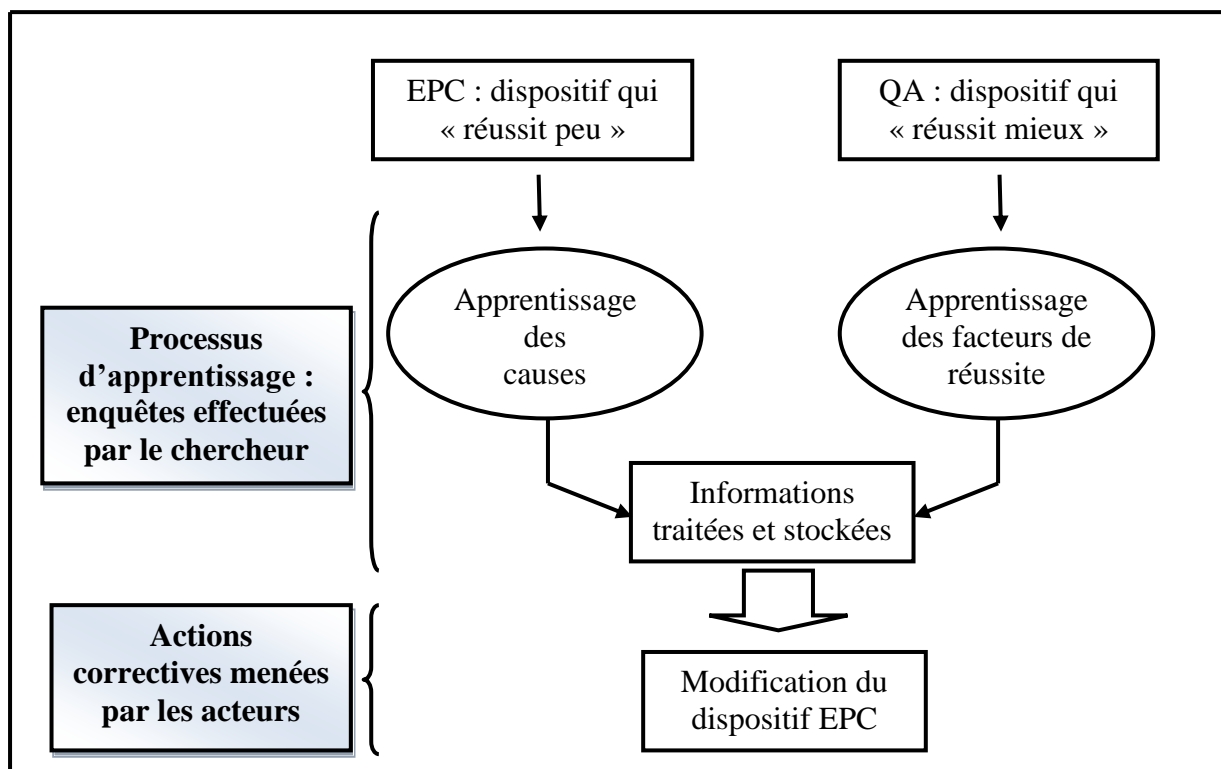 EPC : dispositif qui
« réussit peu »
QA : dispositif qui
« réussit mieux »
Apprentissage
des
causes
Apprentissage
des facteurs de
réussite
Processus
d’apprentissage :
enquêtes effectuées
par le chercheur
Informations
traitées et stockées
Actions
correctives menées
par les acteurs
Modification du
dispositif EPC